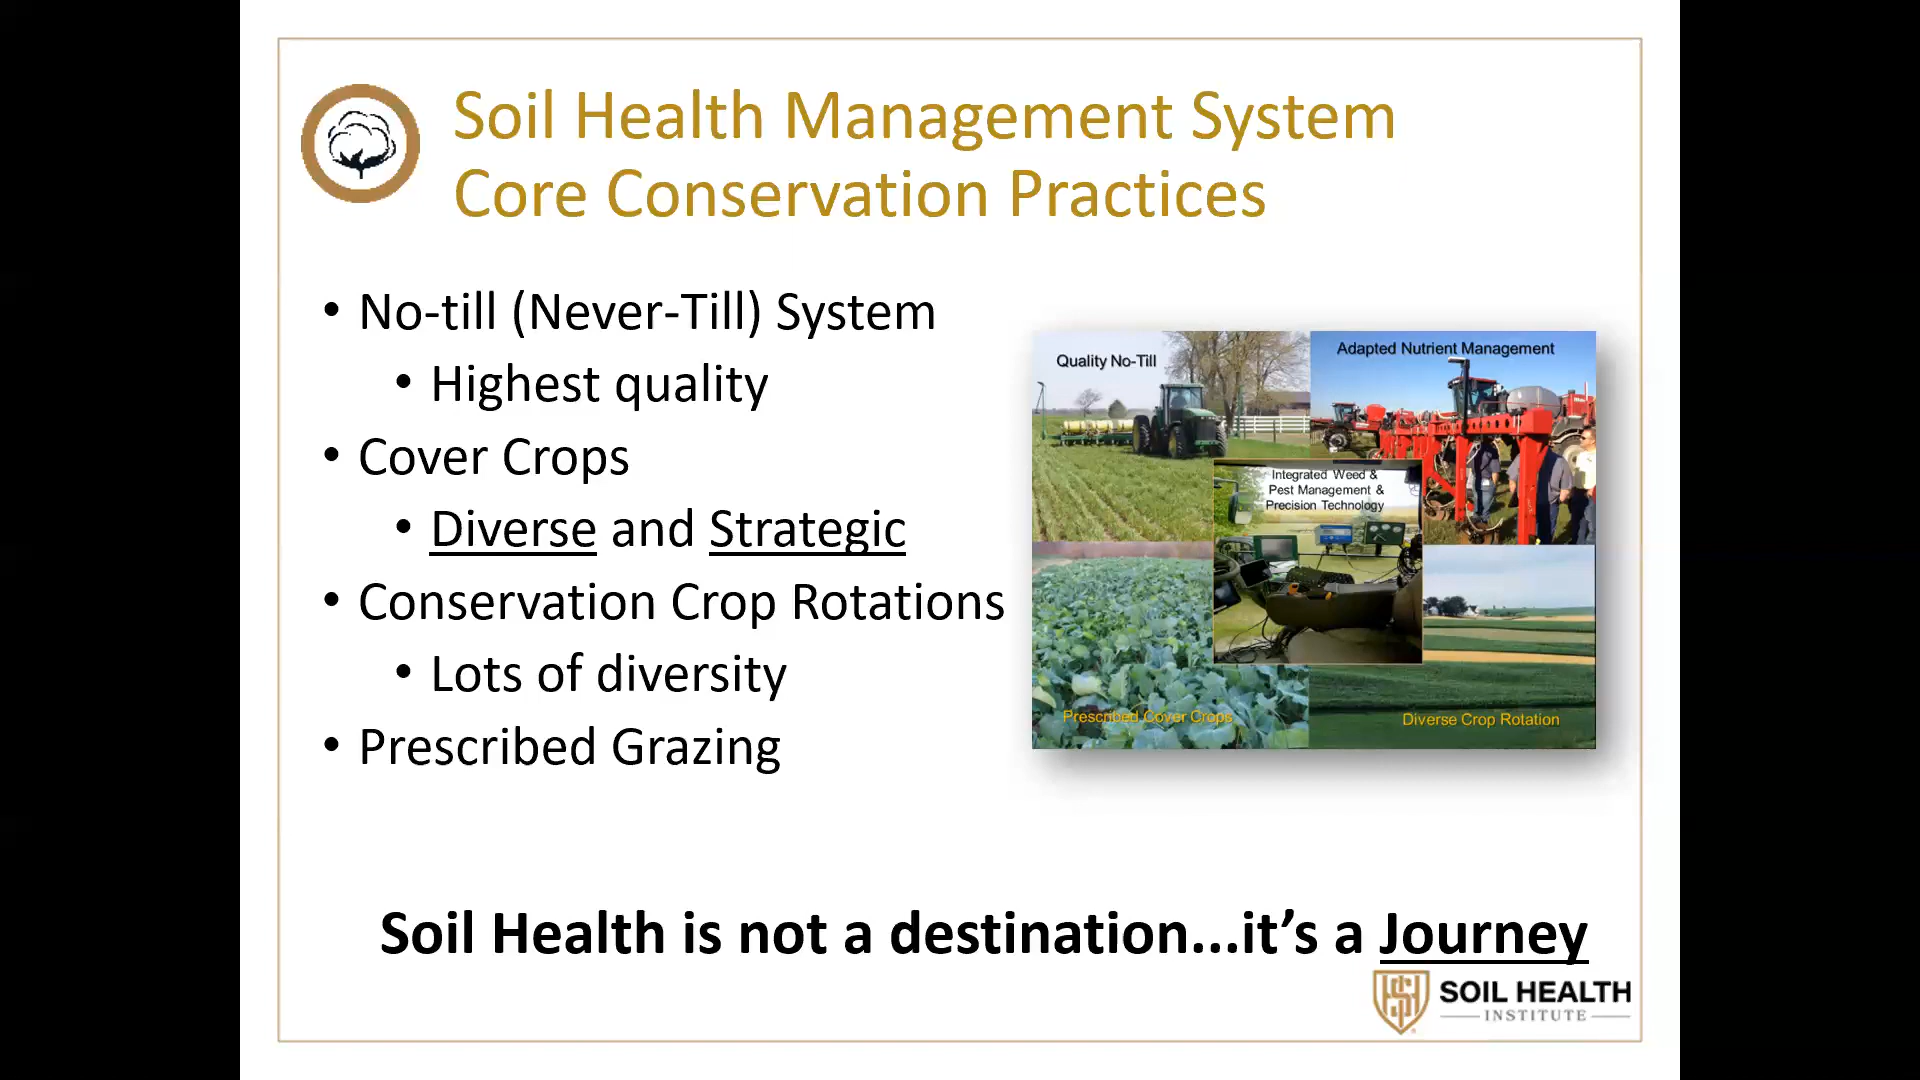 Soil Health Management System
Core Conservation Practices
• No-till (Never-Till) System
• Highest quality
• Cover Crops
• Diverse and Strategic
• Conservation Crop Rotations
• Lots of diversity
• Prescribed Grazing
Quality No-Till
Adapted Nutrient Management
Integrated Weed &
Pest Management &
Precision Technology
Prescribed Cover Crops
Diverse Crop Rotation
Soil Health is not a destination...it’s a Journey
SOIL HEALTH
INSTITUTE